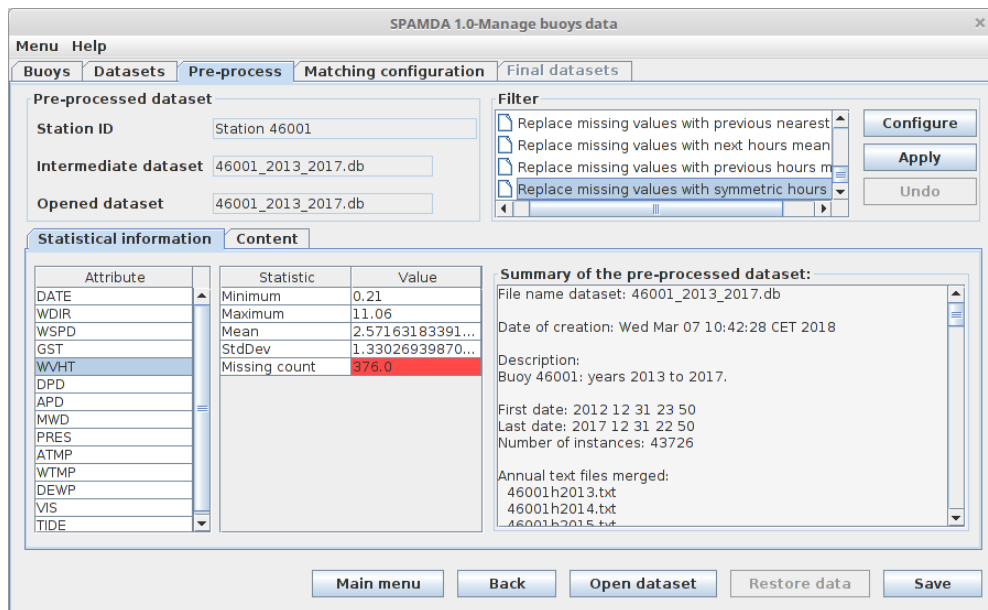 SPAMDA 1.0-Manage buoys data ×
Menu Help
Buoys Datasets Pre-process Matching configuration Final datasets
Pre-processed dataset
Station ID Station 46001
Intermediate dataset 46001_2013_2017.db
Opened dataset 46001_2013_2017.db
Filter
Replace missing values with previous nearest
Replace missing values with next hours mean
Replace missing values with previous hours m
Replace missing values with symmetric hours
Configure
Apply
Undo
Statistical information Content
Attribute
DATE
WDIR
WSPD
GST
WVHT
DPD
APD
MWD
PRES
ATMP
WTMP
DEWP
VIS
TIDE
Statistic Value
Minimum 0.21
Maximum 11.06
Mean 2.57163183391...
StdDev 1.33026939870...
Missing count 376.0
Summary of the pre-processed dataset:
File name dataset: 46001_2013_2017.db
Date of creation: Wed Mar 07 10:42:28 CET 2018
Description:
Buoy 46001: years 2013 to 2017.
First date: 2012 12 31 23 50
Last date: 2017 12 31 22 50
Number of instances: 43726
Annual text files merged:
46001h2013.txt
46001h2014.txt
46001h2015.txt
Main menu Back Open dataset Restore data Save